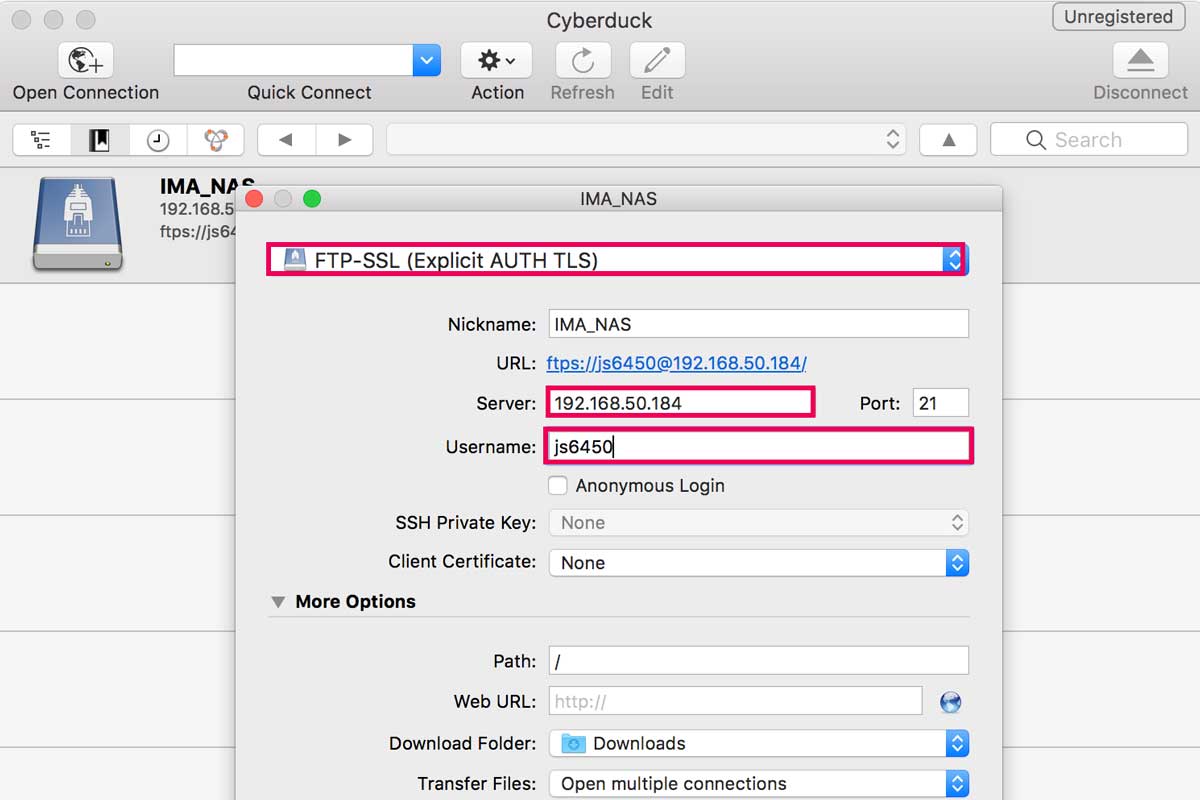 Cyberduck
Unregistered
Open Connection
Quick Connect
Action
Refresh
Edit
Disconnect
Search
IMA_NAS
192.168.5
ftps://js64
IMA_NAS
FTP-SSL (Explicit AUTH TLS)
Nickname: IMA_NAS
URL: ftps://js6450@192.168.50.184/
Server: 192.168.50.184 Port: 21
Username: js6450
Anonymous Login
SSH Private Key: None
Client Certificate: None
More Options
Path: /
Web URL: http://
Download Folder: Downloads
Transfer Files: Open multiple connections